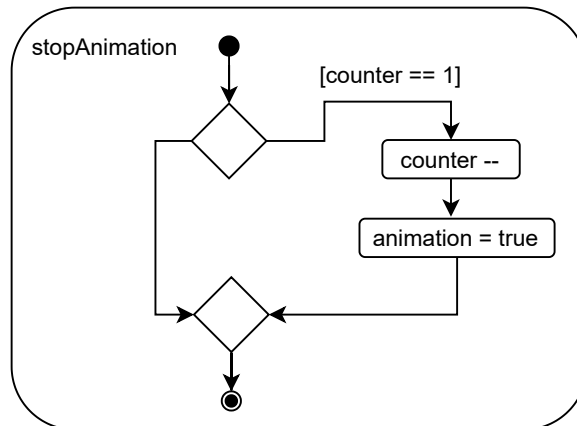 stopAnimation
[counter == 1]
counter --
animation = true